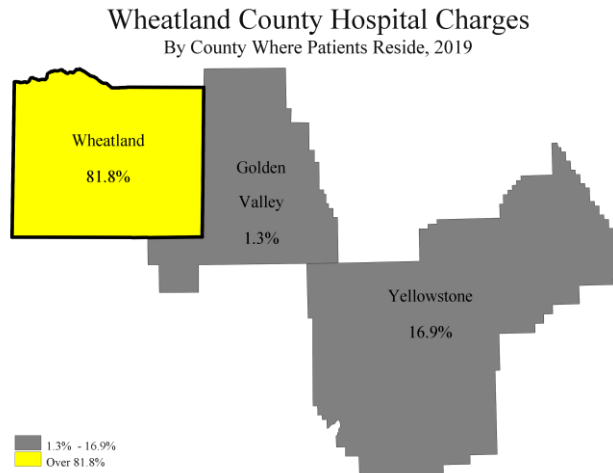 Wheatland County Hospital Charges
By County Where Patients Reside, 2019
Wheatland
81.8%
Golden
Valley
1.3%
Yellowstone
16.9%
1.3% - 16.9%
Over 81.8%